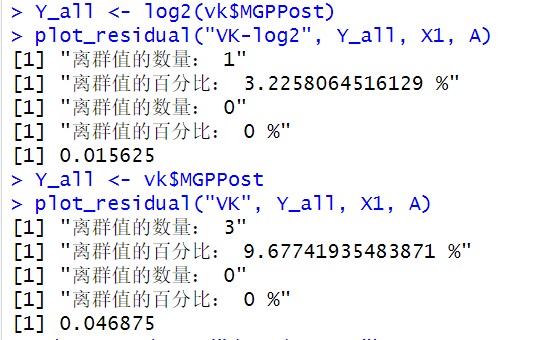 > Y_all <- log2(vk$MGPPost)
> plot_residual("VK-log2", Y_all, X1, A)
[1] "离群值的数量： 1"
[1] "离群值的百分比： 3.2258064516129 %"
[1] "离群值的数量： 0"
[1] "离群值的百分比： 0 %"
[1] 0.015625
> Y_all <- vk$MGPPost
> plot_residual("VK", Y_all, X1, A)
[1] "离群值的数量： 3"
[1] "离群值的百分比： 9.67741935483871 %"
[1] "离群值的数量： 0"
[1] "离群值的百分比： 0 %"
[1] 0.046875